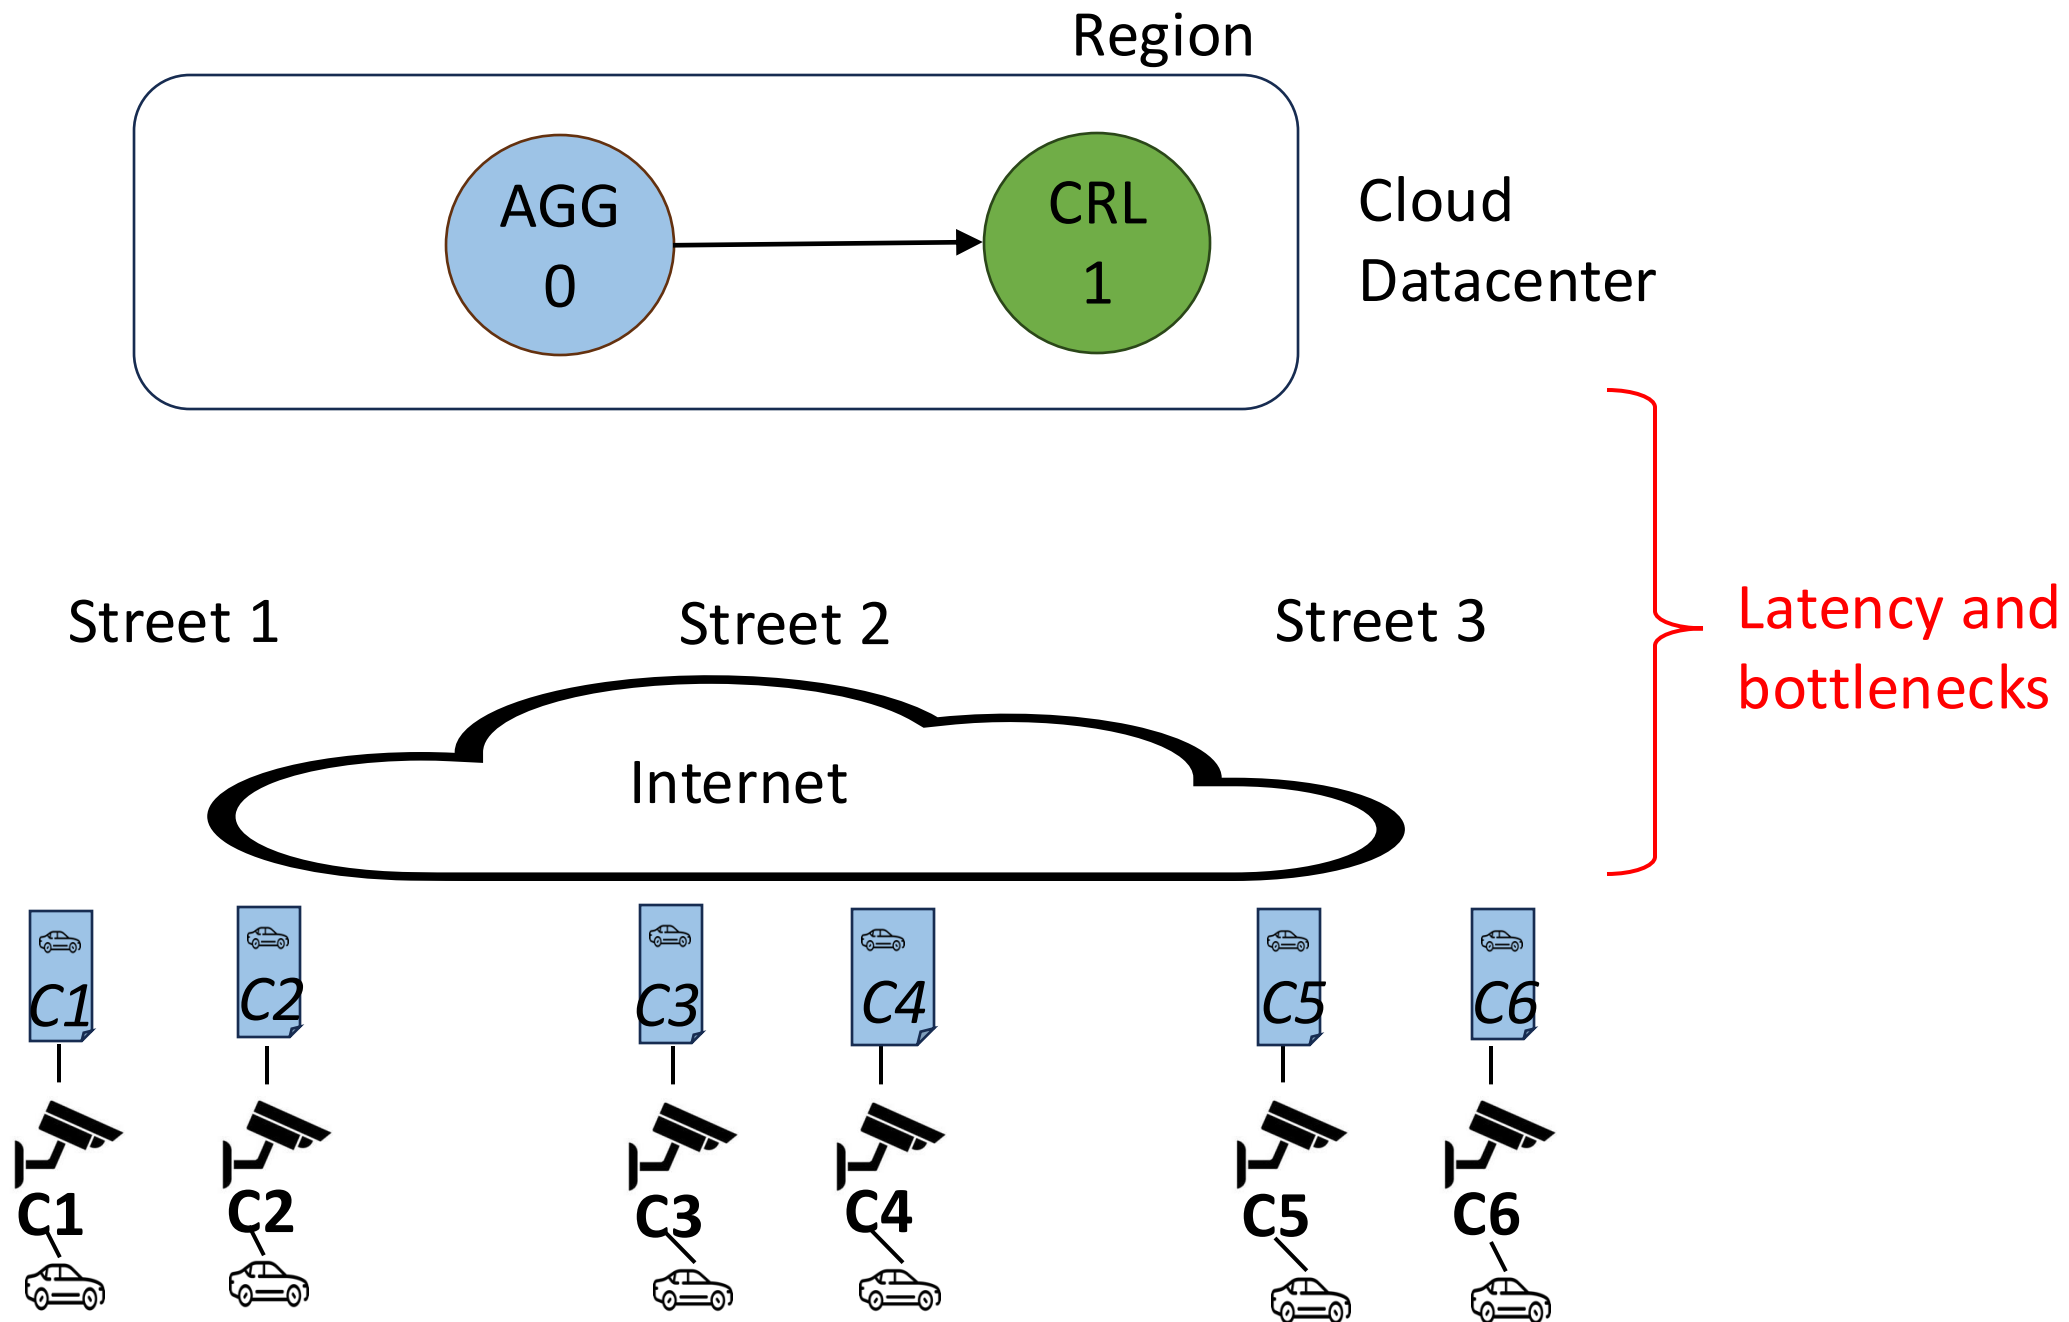 Region
AGG
0
CRL
1
Cloud
Datacenter
Street 1
Street 2
Street 3
Latency and
bottlenecks
Internet
C1
C2
C3
C4
C5
C6
C1
C2
C3
C4
C5
C6